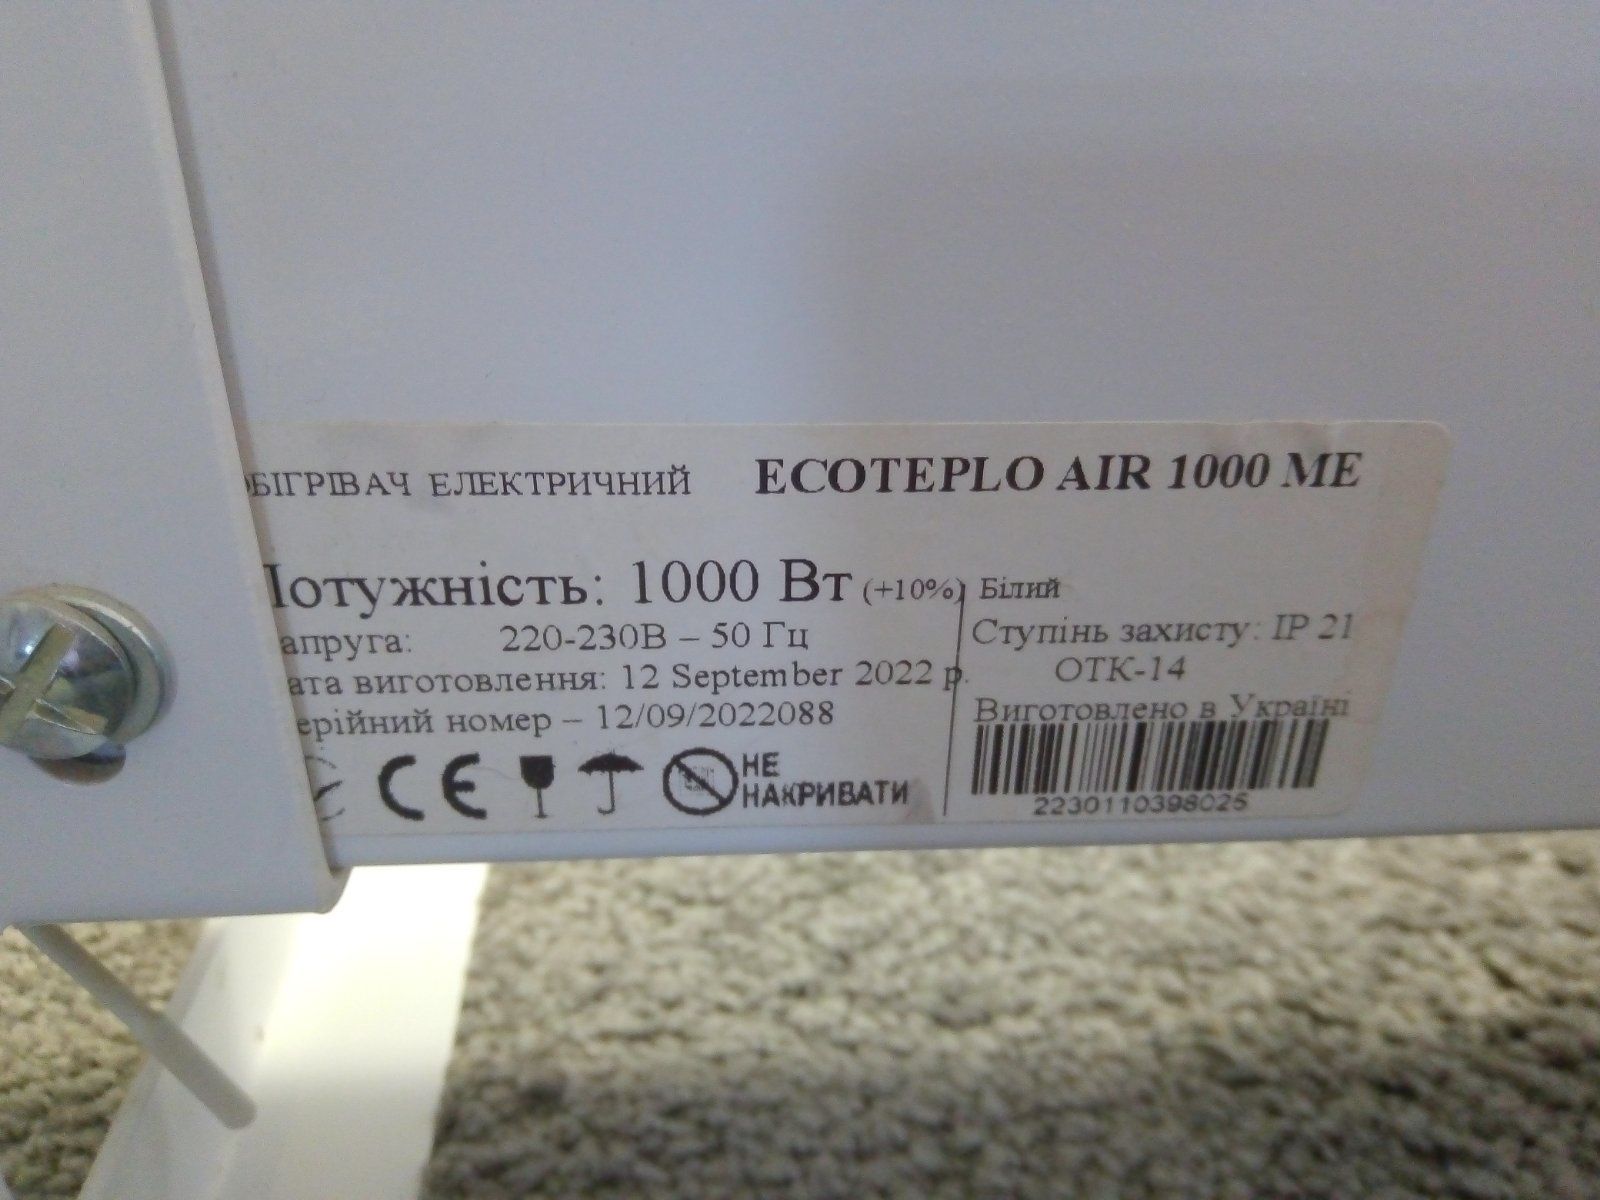 ОБІГРІВАЧ ЕЛЕКТРИЧНИЙ ECOTEPLO AIR 1000 ME
Потужність: 1000 Вт (+10%)
апруга: 220-230В – 50 Гц
ата виготовлення: 12 September 2022 р.
ерійний номер – 12/09/2022088
CE
НЕ
НАКРИВАТИ
Білий
Ступінь захисту: IP 21
ОТК-14
Виготовлено в Україні
2230110398025